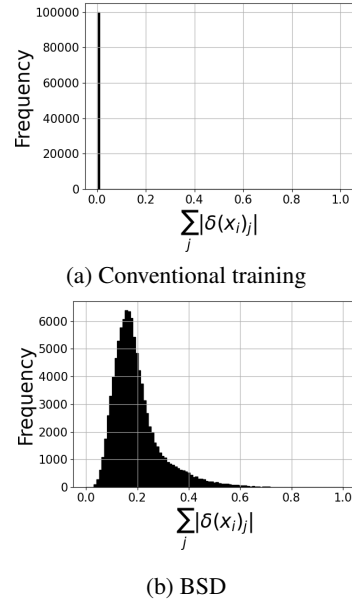 100000
80000
60000
40000
20000
0
Frequency
0.0 0.2 0.4 0.6 0.8 1.0
∑|δ(xᵢ)ⱼ|
j
(a) Conventional training
6000
5000
4000
3000
2000
1000
0
Frequency
0.0 0.2 0.4 0.6 0.8 1.0
∑|δ(xᵢ)ⱼ|
j
(b) BSD